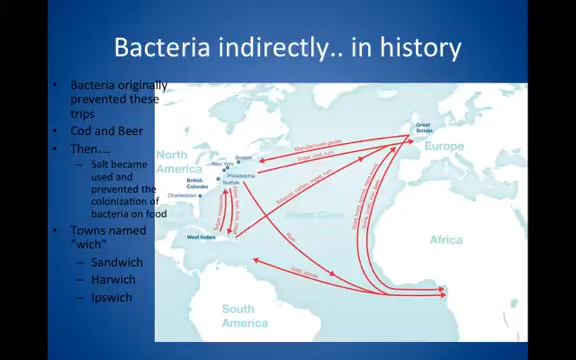 Bacteria indirectly.. in history
• Bacteria originally
prevented these
trips
• Cod and Beer
• Then....
– Salt became
used and
prevented the
colonization of
bacteria on food
• Towns named
"wich"
– Sandwich
– Harwich
– Ipswich
North
America
Boston
New York
Philadelphia
British
Colonies
Norfolk
Charlestown
West Indies
Great
Britain
Europe
Manufactured goods
Atlantic Ocean
Rum
Gold, slaves
Africa
South
America